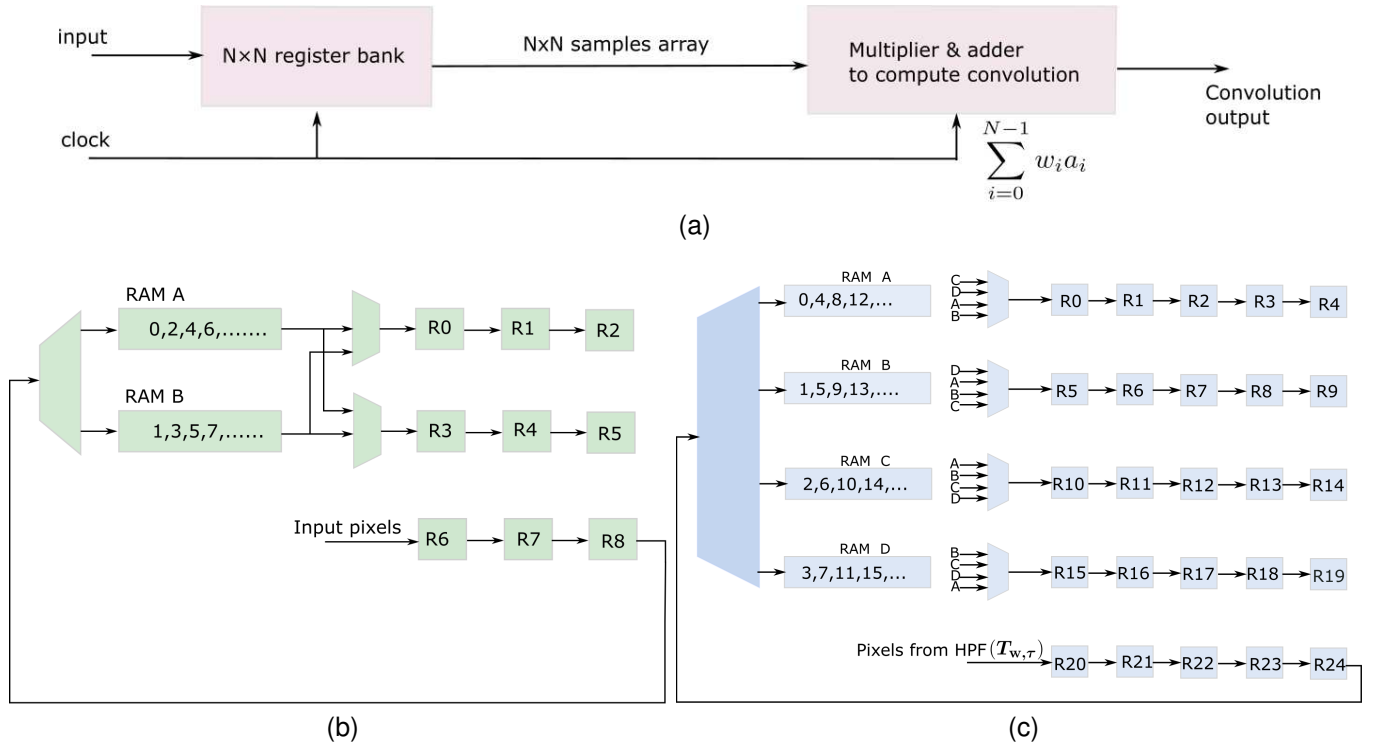 input
N×N register bank
NxN samples array
Multiplier & adder
to compute convolution
Convolution
output
clock
N−1
∑ wᵢaᵢ
i=0
(a)
RAM A
0,2,4,6,.......
R0
R1
R2
RAM B
1,3,5,7,......
R3
R4
R5
Input pixels
R6
R7
R8
(b)
RAM A
0,4,8,12,...
C
D
A
B
R0
R1
R2
R3
R4
RAM B
1,5,9,13,....
D
A
B
C
R5
R6
R7
R8
R9
RAM C
2,6,10,14,...
A
B
C
D
R10
R11
R12
R13
R14
RAM D
3,7,11,15,...
B
C
D
A
R15
R16
R17
R18
R19
Pixels from HPF(T_w,τ)
R20
R21
R22
R23
R24
(c)